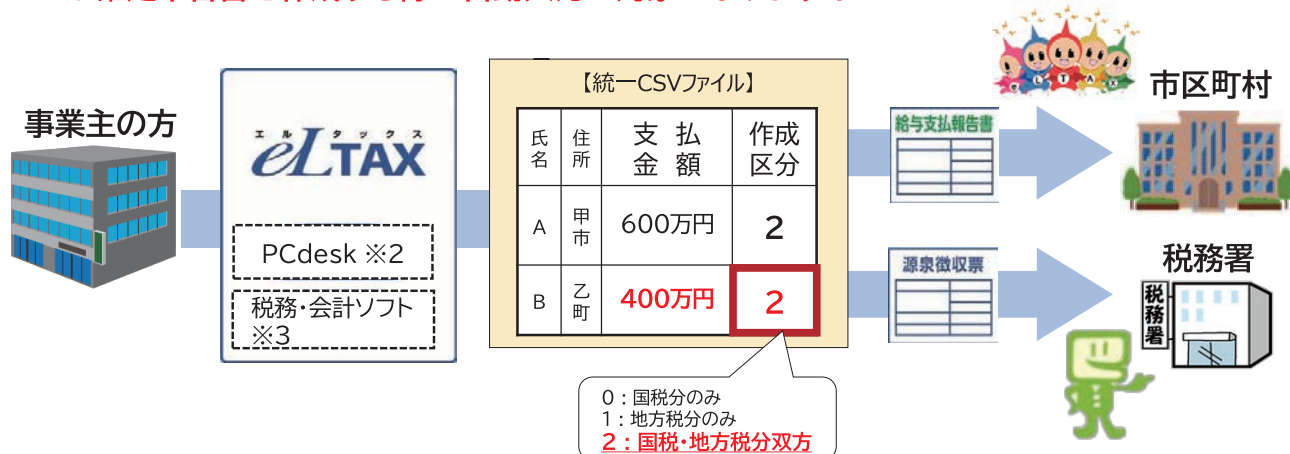 事業主の方
エルタックス
eLTAX
PCdesk ※2
税務・会計ソフト
※3
【統一CSVファイル】
氏名
住所
支払金額
作成区分
A
甲市
600万円
2
B
乙町
400万円
2
0:国税分のみ
1:地方税分のみ
2:国税・地方税分双方
給与支払報告書
源泉徴収票
eLTAX
市区町村
税務署
税務署